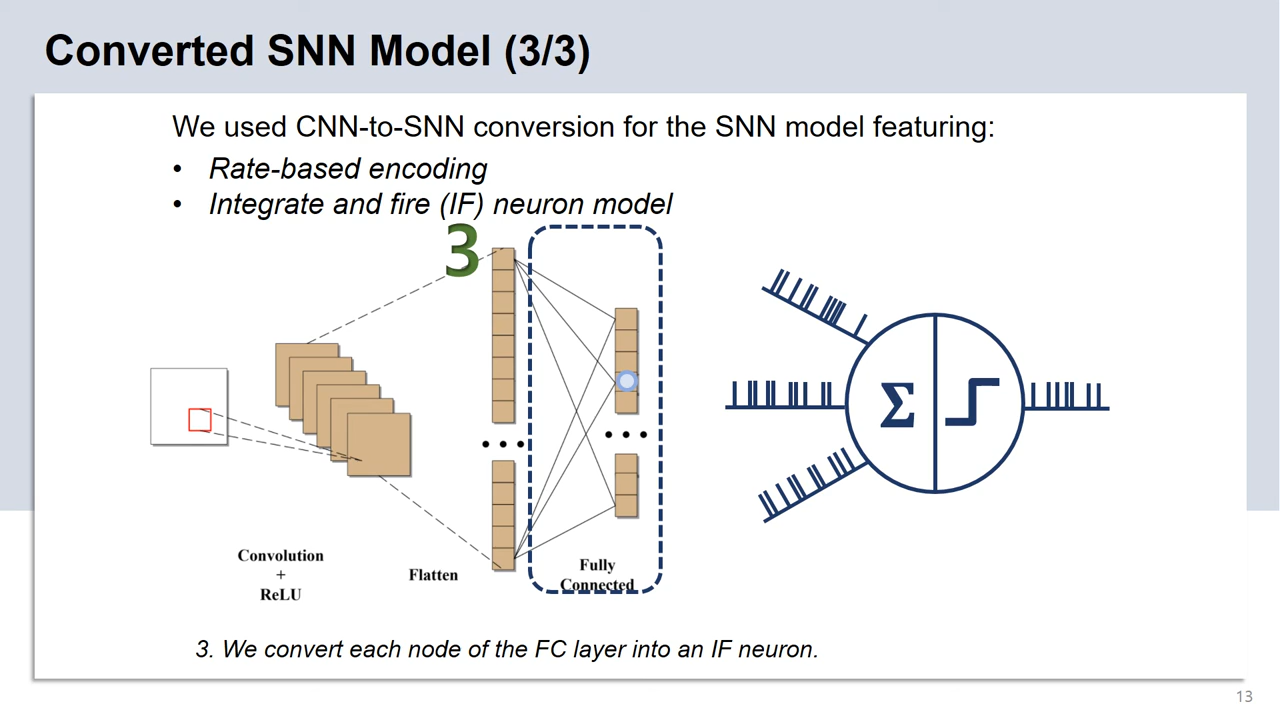 Converted SNN Model (3/3)
We used CNN-to-SNN conversion for the SNN model featuring:
• Rate-based encoding
• Integrate and fire (IF) neuron model
3
Σ
Convolution
+
ReLU
Flatten
Fully
Connected
3. We convert each node of the FC layer into an IF neuron.
13